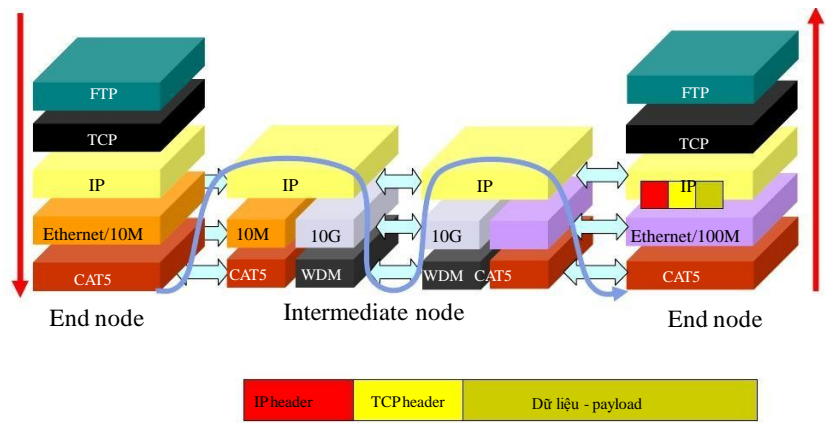 FTP
TCP
IP
Ethernet/10M
CAT5
End node
IP
10M
10G
CAT5
WDM
Intermediate node
IP
10G
WDM
CAT5
FTP
TCP
IP
Ethernet/100M
CAT5
End node
IP header
TCP header
Dữ liệu - payload